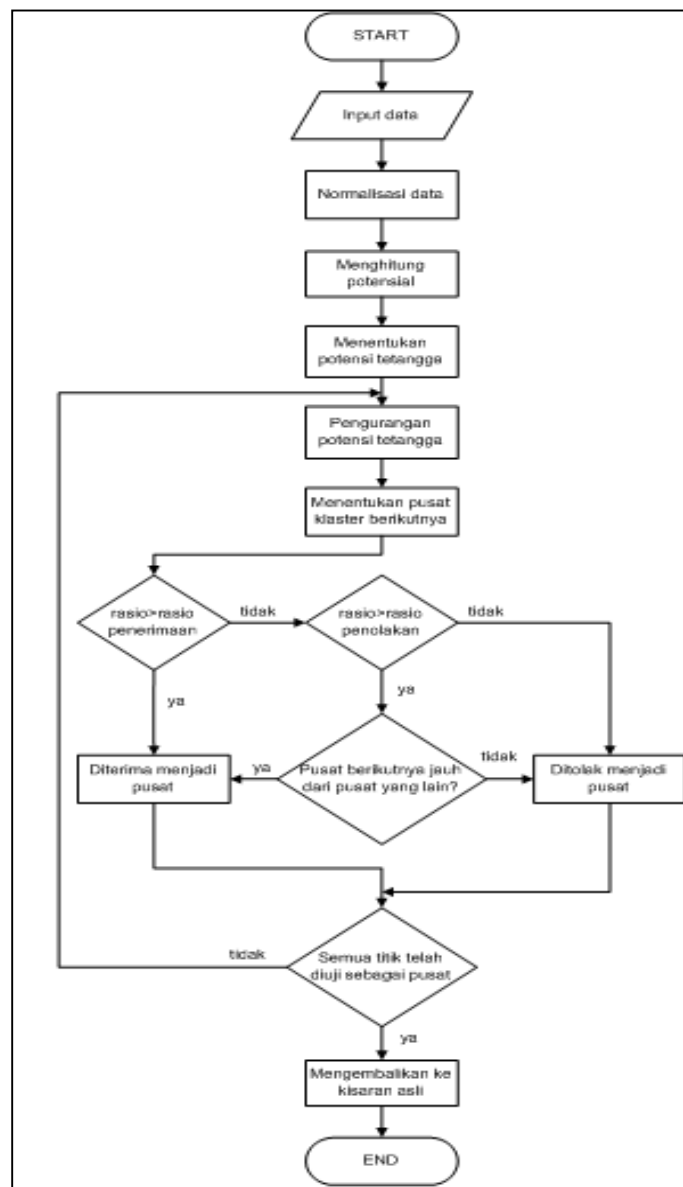 START
Input data
Normalisasi data
Menghitung
potensial
Menentukan
potensi tetangga
Pengurangan
potensi tetangga
Menentukan pusat
klaster berikutnya
rasio>rasio
penerimaan
tidak
rasio>rasio
penolakan
tidak
ya
ya
Diterima menjadi
pusat
ya
Pusat berikutnya jauh
dari pusat yang lain?
tidak
Ditolak menjadi
pusat
tidak
Semua titik telah
diuji sebagai pusat
ya
Mengembalikan ke
kisaran asli
END